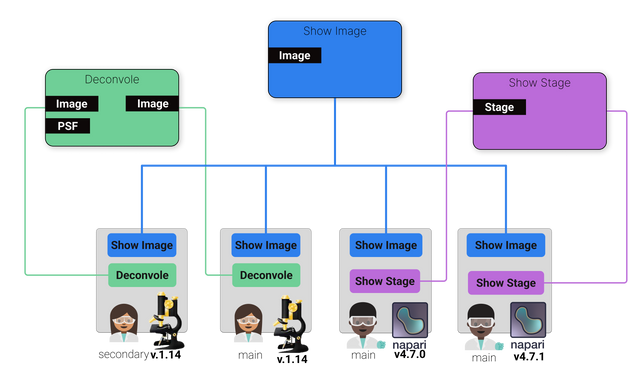 Show Image
Image
Deconvole
Image
Image
PSF
Show Stage
Stage
Show Image
Show Image
Show Image
Show Image
Deconvole
Deconvole
Show Stage
Show Stage
secondary v.1.14
main
v.1.14
main
napari
v4.7.0
main
napari
v4.7.1